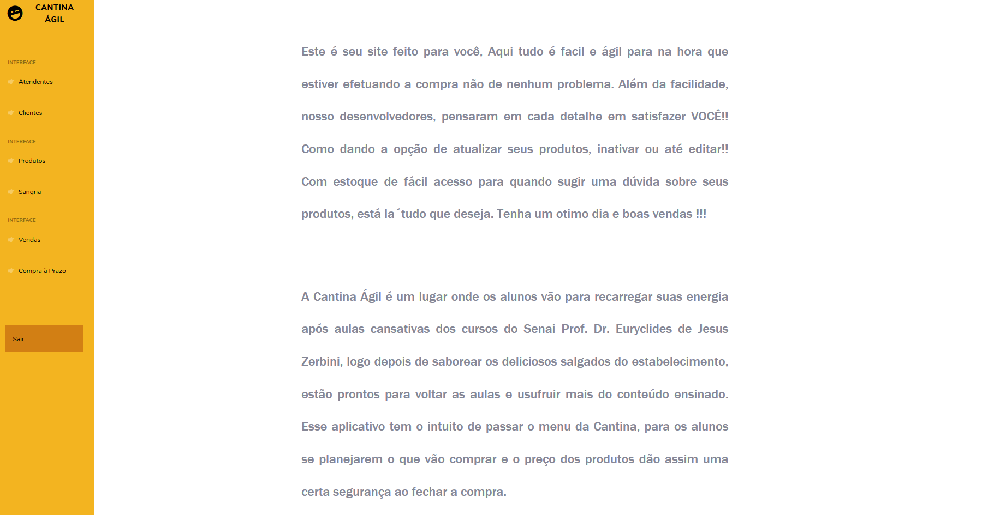 CANTINA
ÁGIL
INTERFACE
Atendentes
Clientes
INTERFACE
Produtos
Sangria
INTERFACE
Vendas
Compra à Prazo
Sair
Este é seu site feito para você, Aqui tudo é facil e ágil para na hora que
estiver efetuando a compra não de nenhum problema. Além da facilidade,
nosso desenvolvedores, pensaram em cada detalhe em satisfazer VOCÊ!!
Como dando a opção de atualizar seus produtos, inativar ou até editar!!
Com estoque de fácil acesso para quando sugir uma dúvida sobre seus
produtos, está la´tudo que deseja. Tenha um otimo dia e boas vendas !!!
A Cantina Ágil é um lugar onde os alunos vão para recarregar suas energia
após aulas cansativas dos cursos do Senai Prof. Dr. Euryclides de Jesus
Zerbini, logo depois de saborear os deliciosos salgados do estabelecimento,
estão prontos para voltar as aulas e usufruir mais do conteúdo ensinado.
Esse aplicativo tem o intuito de passar o menu da Cantina, para os alunos
se planejarem o que vão comprar e o preço dos produtos dão assim uma
certa segurança ao fechar a compra.